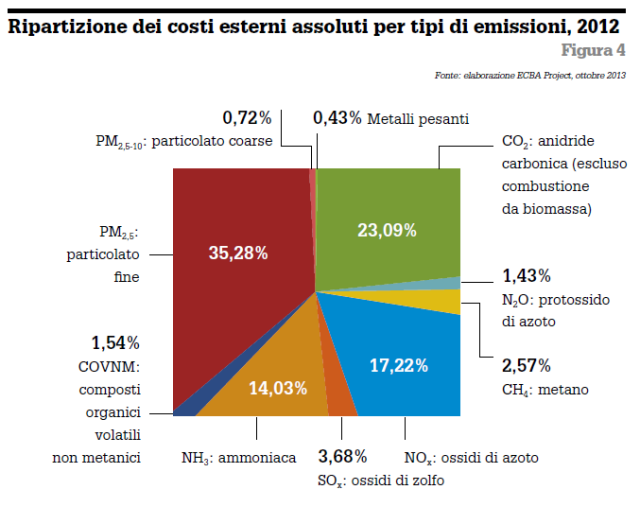 Ripartizione dei costi esterni assoluti per tipi di emissioni, 2012
Figura 4
Fonte: elaborazione ECBA Project, ottobre 2013
0,72%
PM2,5-10: particolato coarse
0,43% Metalli pesanti
CO2: anidride
carbonica (escluso
combustione
da biomassa)
23,09%
PM2,5:
particolato
fine
35,28%
1,43%
N2O: protossido
di azoto
1,54%
COVNM:
composti
organici
volatili
non metanici
17,22%
2,57%
CH4: metano
14,03%
NH3: ammoniaca
3,68%
SOx: ossidi di zolfo
NOx: ossidi di azoto